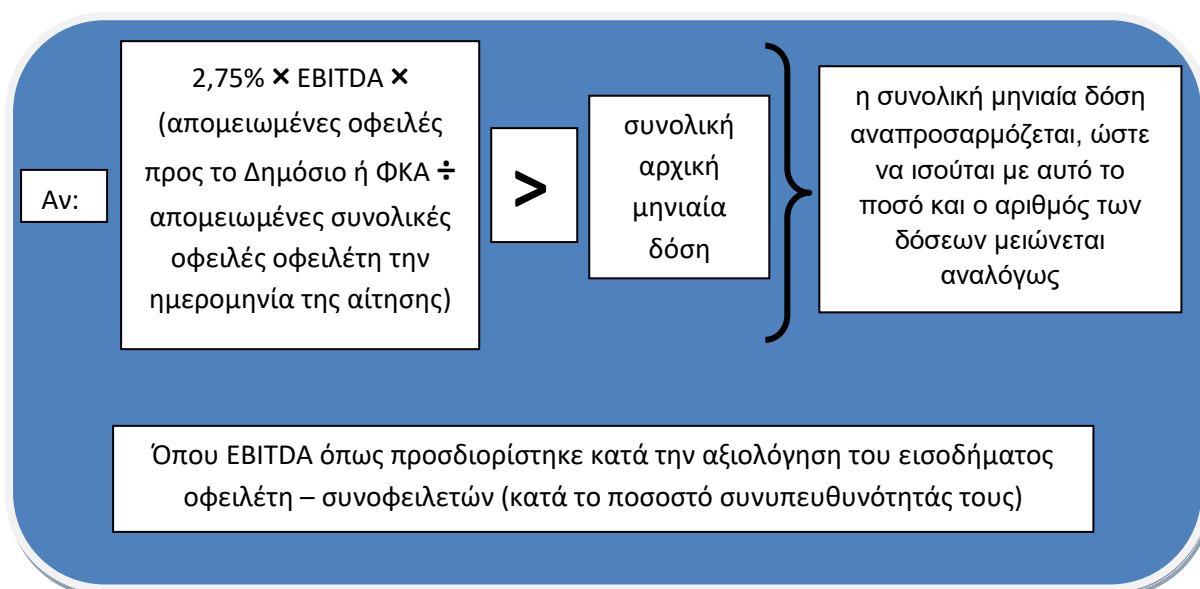 Αν:
2,75% × EBITDA ×
(απομειωμένες οφειλές
προς το Δημόσιο ή ΦΚΑ ÷
απομειωμένες συνολικές
οφειλές οφειλέτη την
ημερομηνία της αίτησης)
>
συνολική
αρχική
μηνιαία
δόση
η συνολική μηνιαία δόση
αναπροσαρμόζεται, ώστε
να ισούται με αυτό το
ποσό και ο αριθμός των
δόσεων μειώνεται
αναλόγως
Όπου EBITDA όπως προσδιορίστηκε κατά την αξιολόγηση του εισοδήματος
οφειλέτη – συνοφειλετών (κατά το ποσοστό συνυπευθυνότητάς τους)